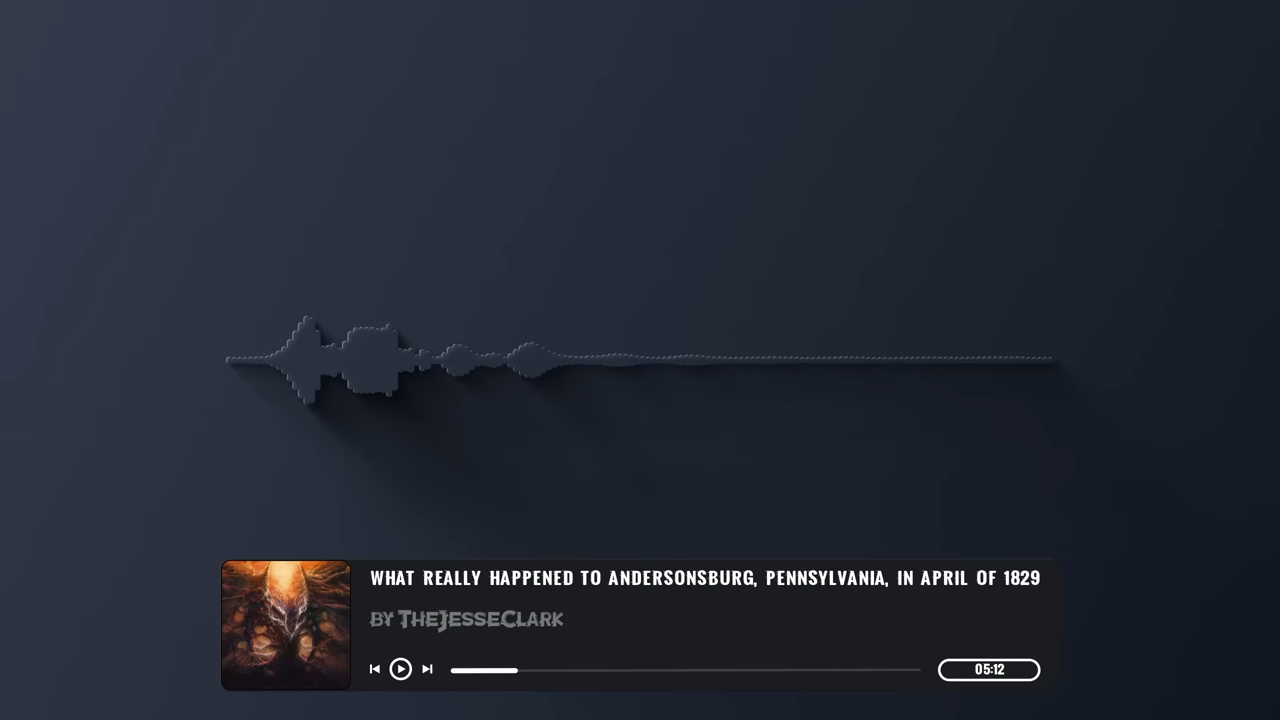 WHAT REALLY HAPPENED TO ANDERSONSBURG, PENNSYLVANIA, IN APRIL OF 1829
BY THEJESSECLARK
05:12